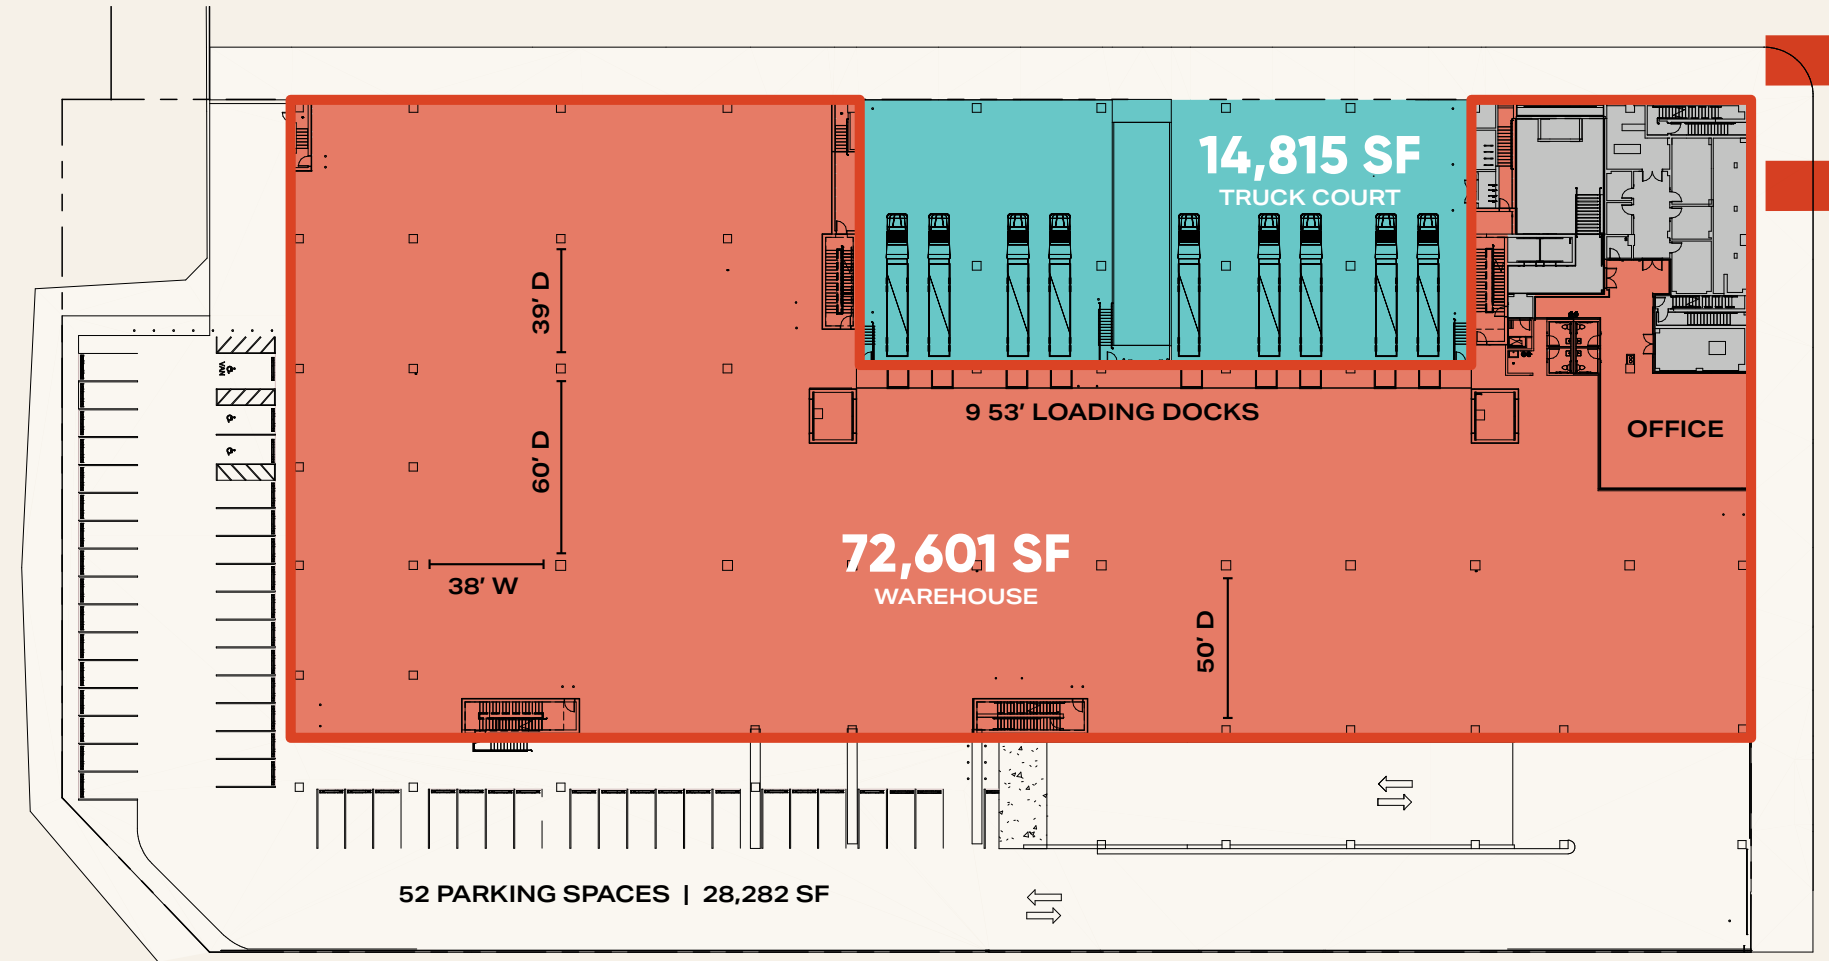 14,815 SF
TRUCK COURT
39' D
VAN
9 53' LOADING DOCKS
OFFICE
60' D
72,601 SF
WAREHOUSE
38' W
50' D
52 PARKING SPACES | 28,282 SF